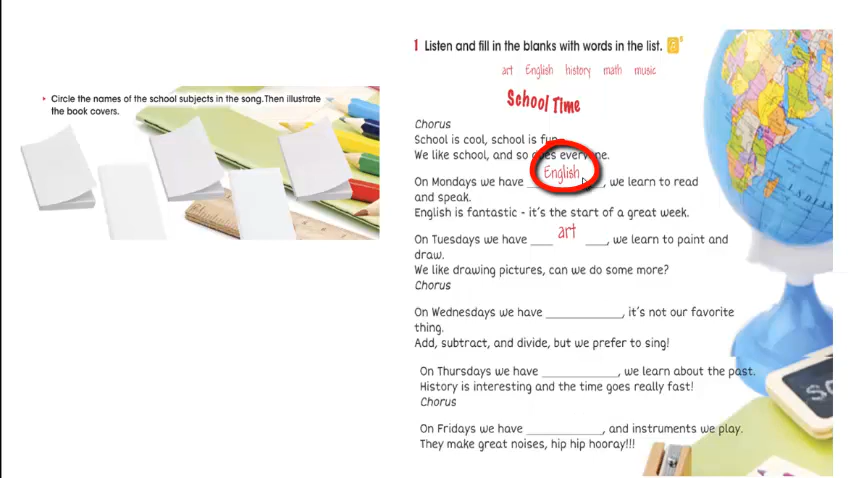 Circle the names of the school subjects in the song.Then illustrate
the book covers.
1 Listen and fill in the blanks with words in the list.
art English history math music
School Time
Chorus
School is cool, school is fun
We like school, and so goes everyone.
English
On Mondays we have ____, we learn to read
and speak.
English is fantastic - it's the start of a great week.
art
On Tuesdays we have ____ ____, we learn to paint and
draw.
We like drawing pictures, can we do some more?
Chorus
On Wednesdays we have ____, it's not our favorite
thing.
Add, subtract, and divide, but we prefer to sing!
On Thursdays we have ____, we learn about the past.
History is interesting and the time goes really fast!
Chorus
On Fridays we have ____, and instruments we play.
They make great noises, hip hip hooray!!!